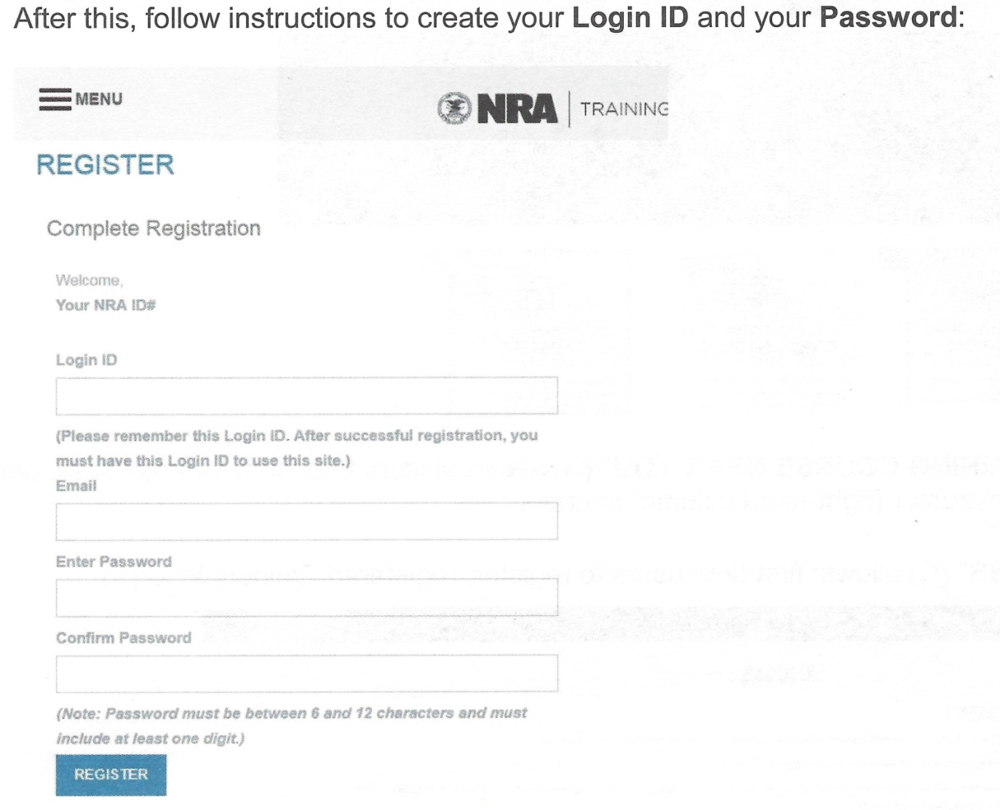 After this, follow instructions to create your Login ID and your Password:
MENU
NRA TRAINING
REGISTER
Complete Registration
Welcome,
Your NRA ID#
Login ID
(Please remember this Login ID. After successful registration, you
must have this Login ID to use this site.)
Email
Enter Password
Confirm Password
(Note: Password must be between 6 and 12 characters and must
include at least one digit.)
REGISTER